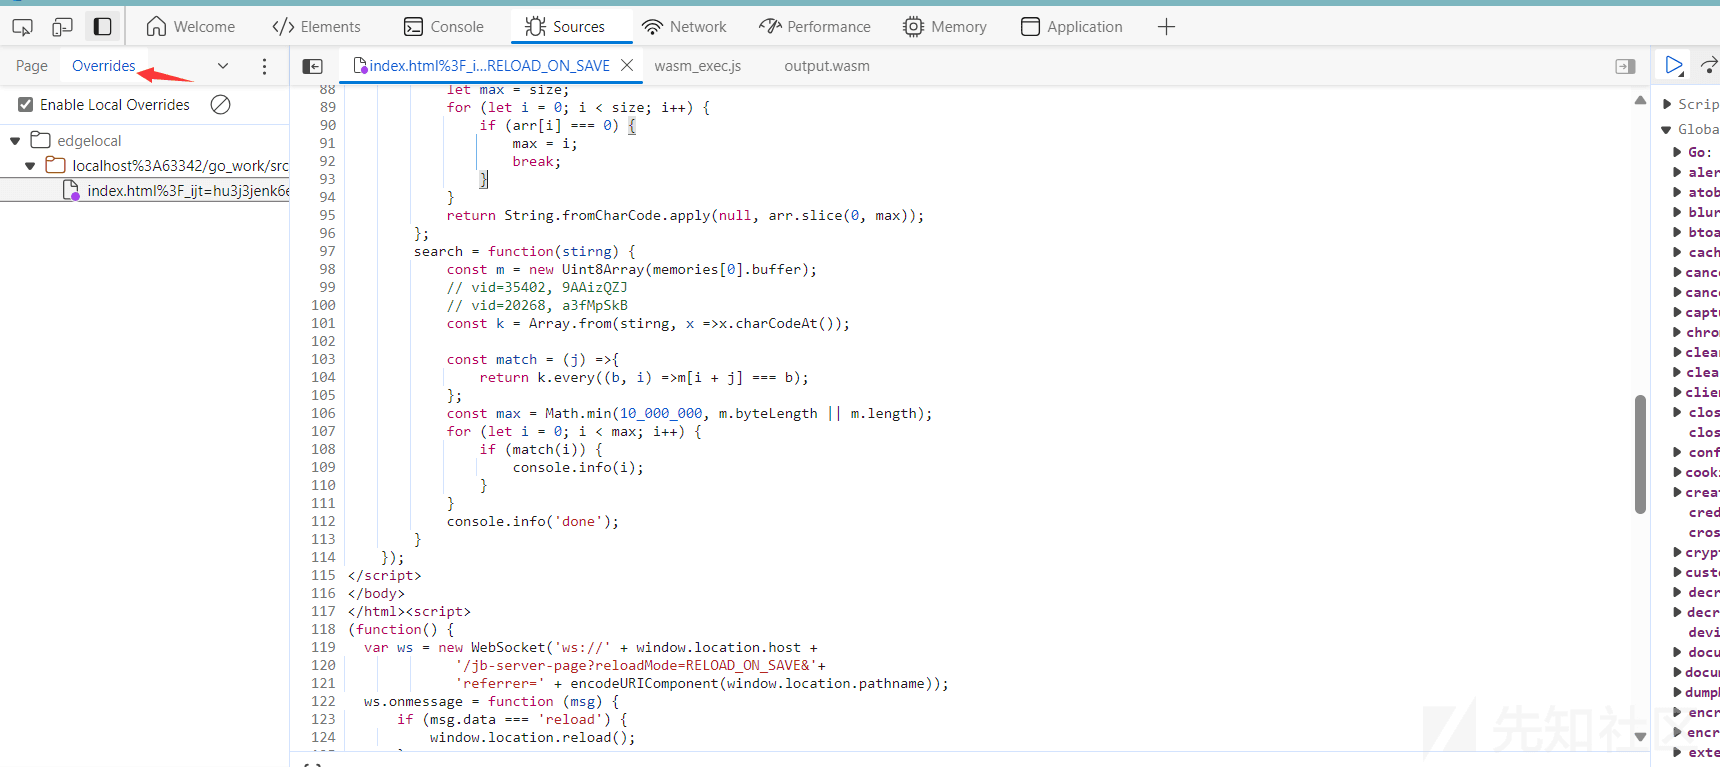 Welcome
Elements
Console
Sources
Network
Performance
Memory
Application
Page
Overrides
index.html%3F_i...RELOAD_ON_SAVE
wasm_exec.js
output.wasm
Enable Local Overrides
edgelocal
localhost%3A63342/go_work/src
index.html%3F_ijt=hu3j3jenk6e
88 let max = size;
89 for (let i = 0; i < size; i++) {
90 if (arr[i] === 0) {
91 max = i;
92 break;
93 }
94 }
95 return String.fromCharCode.apply(null, arr.slice(0, max));
96 };
97 search = function(stirng) {
98 const m = new Uint8Array(memories[0].buffer);
99 // vid=35402, 9AAizQZJ
100 // vid=20268, a3fMpSkB
101 const k = Array.from(stirng, x =>x.charCodeAt());
102
103 const match = (j) =>{
104 return k.every((b, i) =>m[i + j] === b);
105 };
106 const max = Math.min(10_000_000, m.byteLength || m.length);
107 for (let i = 0; i < max; i++) {
108 if (match(i)) {
109 console.info(i);
110 }
111 }
112 console.info('done');
113 }
114 });
115 </script>
116 </body>
117 </html><script>
118 (function() {
119 var ws = new WebSocket('ws://' + window.location.host +
120 '/jb-server-page?reloadMode=RELOAD_ON_SAVE&'+
121 'referrer=' + encodeURIComponent(window.location.pathname));
122 ws.onmessage = function (msg) {
123 if (msg.data === 'reload') {
124 window.location.reload();
Scrip
Globa
Go:
aler
atob
blur
btoa
cach
canc
canc
capt
chro
clea
clea
clie
clos
clos
conf
cook
crea
cred
cros
cryp
cust
decr
decr
devi
docu
docu
dump
encr
encr
exte
先知社区